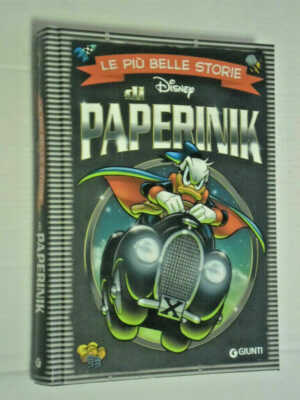 LE PIÙ BELLE STORIE
Disney
di
PAPERINIK
X
GIUNTI
PAPERINIK